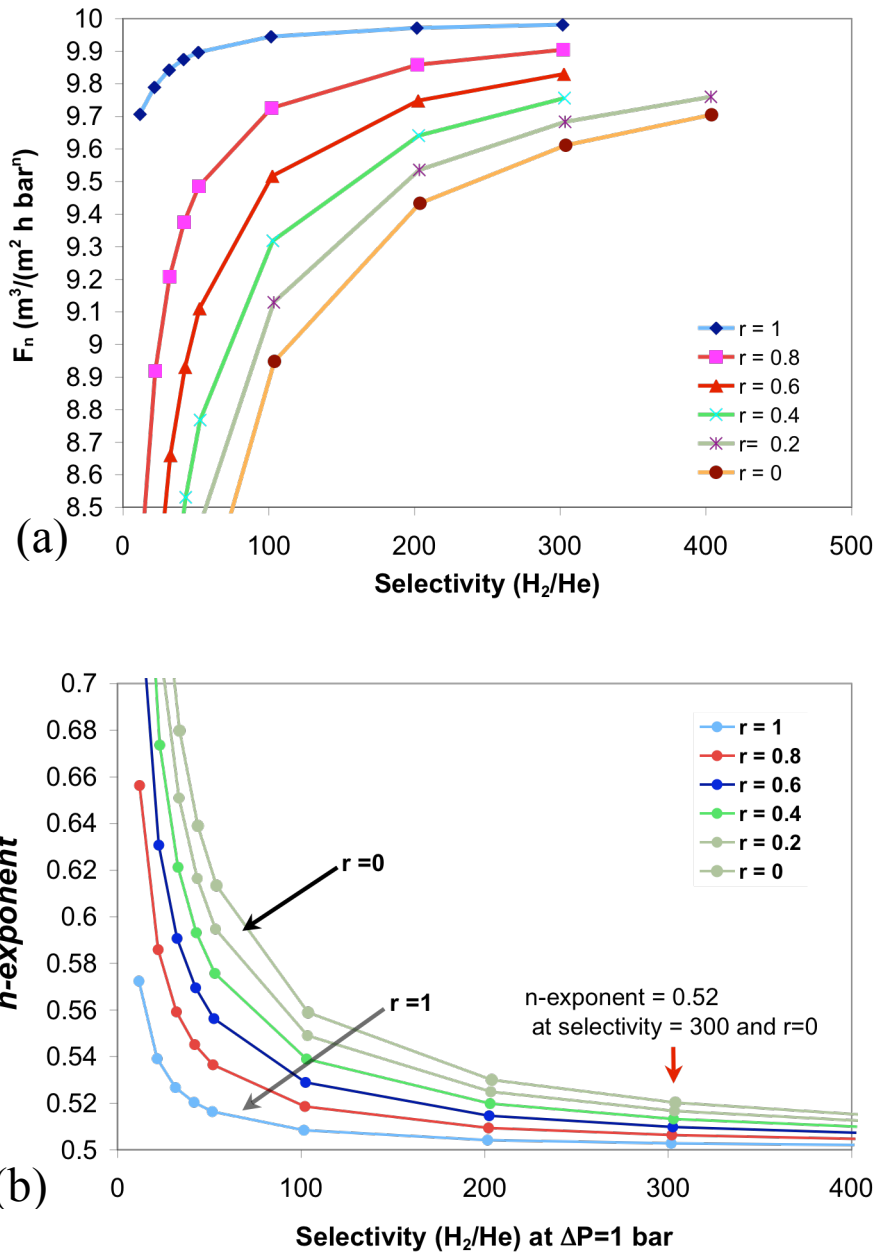 10
9.9
9.8
9.7
9.6
9.5
9.4
9.3
9.2
9.1
9
8.9
8.8
8.7
8.6
8.5
Fₙ (m³/(m² h barⁿ)
r = 1
r = 0.8
r = 0.6
r = 0.4
r= 0.2
r = 0
(a)
0 100 200 300 400 500
Selectivity (H₂/He)
0.7
0.68
0.66
0.64
0.62
0.6
0.58
0.56
0.54
0.52
0.5
n-exponent
r = 1
r = 0.8
r = 0.6
r = 0.4
r = 0.2
r = 0
r =0
r =1
n-exponent = 0.52
at selectivity = 300 and r=0
(b)
0 100 200 300 400
Selectivity (H₂/He) at ΔP=1 bar